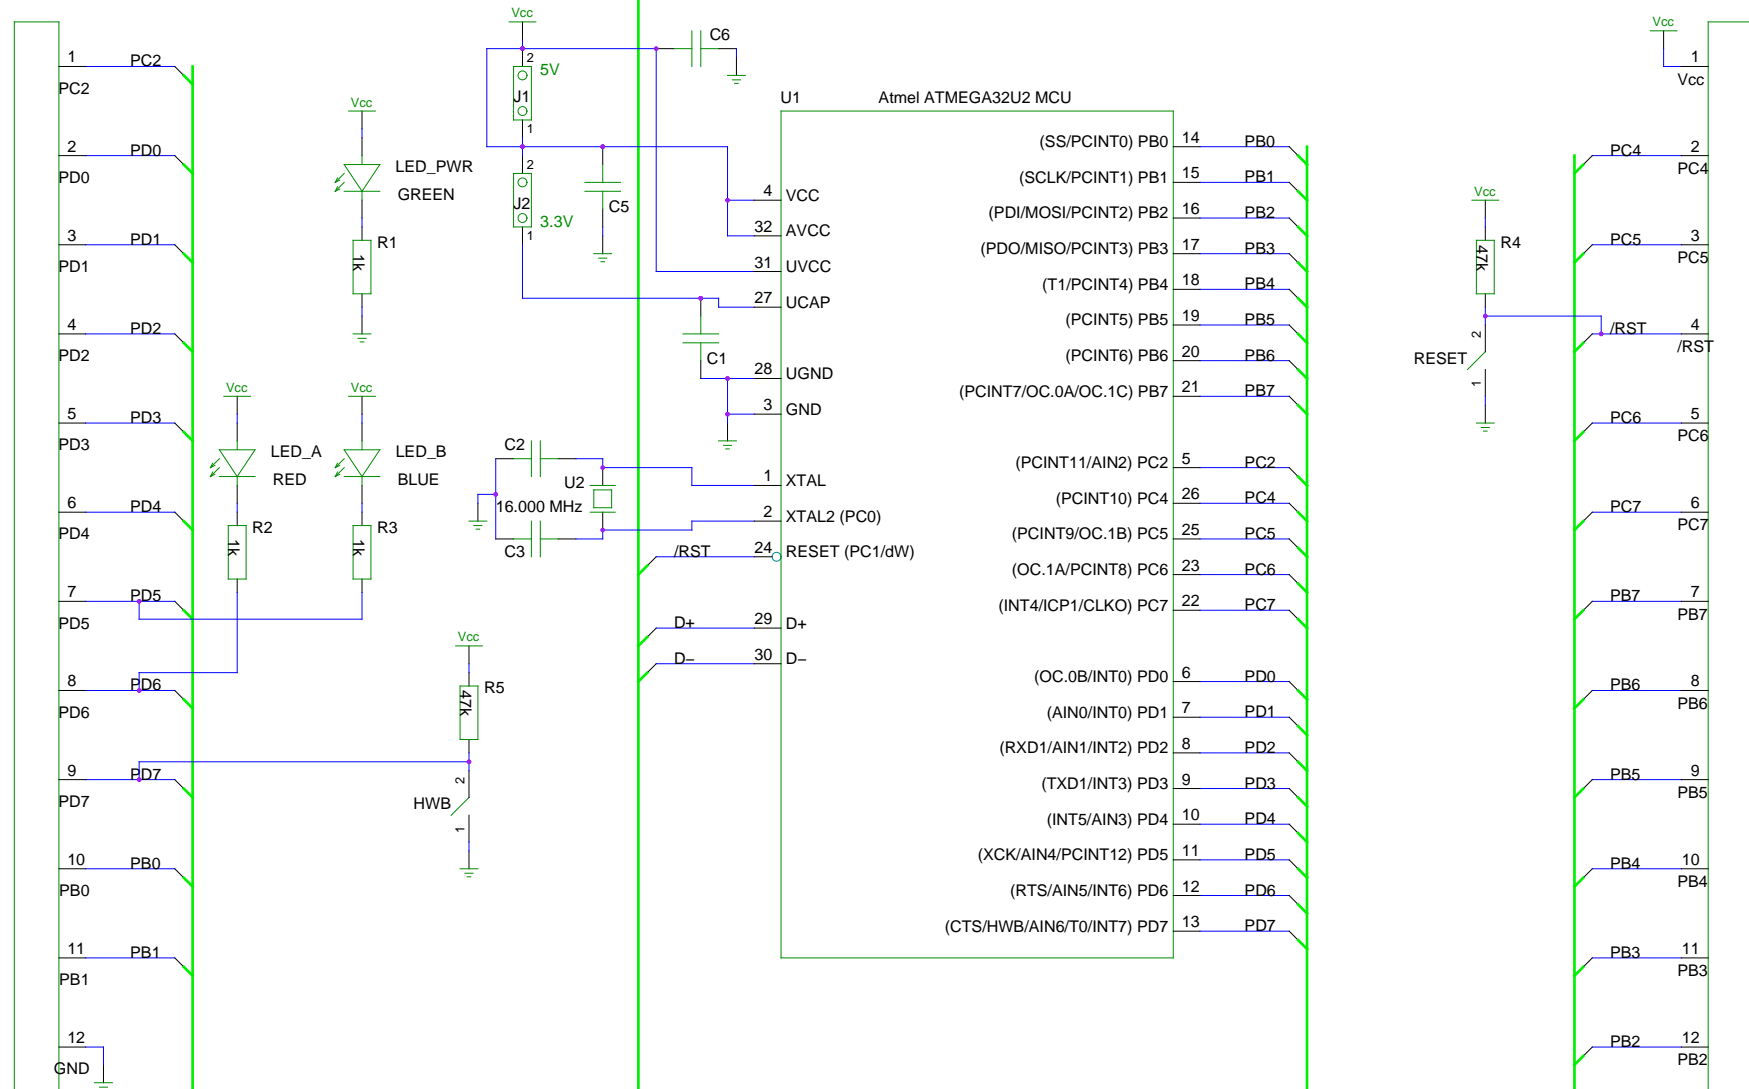 1 PC2
PC2
2 PD0
PD0
3 PD1
PD1
4 PD2
PD2
5 PD3
PD3
6 PD4
PD4
7 PD5
PD5
8 PD6
PD6
9 PD7
PD7
10 PB0
PB0
11 PB1
PB1
12
GND
Vcc
LED_PWR
GREEN
R1
1k
Vcc
LED_A
RED
R2
1k
Vcc
LED_B
BLUE
R3
1k
Vcc
R5
47k
2
HWB
1
Vcc
2
5V
J1
1
2
J2
3.3V
1
C6
C5
C1
C2
U2
16.000 MHz
C3
/RST
D+
D−
U1 Atmel ATMEGA32U2 MCU
4 VCC
32 AVCC
31 UVCC
27 UCAP
28 UGND
3 GND
1 XTAL
2 XTAL2 (PC0)
24 RESET (PC1/dW)
29 D+
30 D−
(SS/PCINT0) PB0 14 PB0
(SCLK/PCINT1) PB1 15 PB1
(PDI/MOSI/PCINT2) PB2 16 PB2
(PDO/MISO/PCINT3) PB3 17 PB3
(T1/PCINT4) PB4 18 PB4
(PCINT5) PB5 19 PB5
(PCINT6) PB6 20 PB6
(PCINT7/OC.0A/OC.1C) PB7 21 PB7
(PCINT11/AIN2) PC2 5 PC2
(PCINT10) PC4 26 PC4
(PCINT9/OC.1B) PC5 25 PC5
(OC.1A/PCINT8) PC6 23 PC6
(INT4/ICP1/CLKO) PC7 22 PC7
(OC.0B/INT0) PD0 6 PD0
(AIN0/INT0) PD1 7 PD1
(RXD1/AIN1/INT2) PD2 8 PD2
(TXD1/INT3) PD3 9 PD3
(INT5/AIN3) PD4 10 PD4
(XCK/AIN4/PCINT12) PD5 11 PD5
(RTS/AIN5/INT6) PD6 12 PD6
(CTS/HWB/AIN6/T0/INT7) PD7 13 PD7
Vcc
R4
47k
2
RESET
1
Vcc
1
Vcc
PC4 2
PC4
PC5 3
PC5
/RST 4
/RST
PC6 5
PC6
PC7 6
PC7
PB7 7
PB7
PB6 8
PB6
PB5 9
PB5
PB4 10
PB4
PB3 11
PB3
PB2 12
PB2